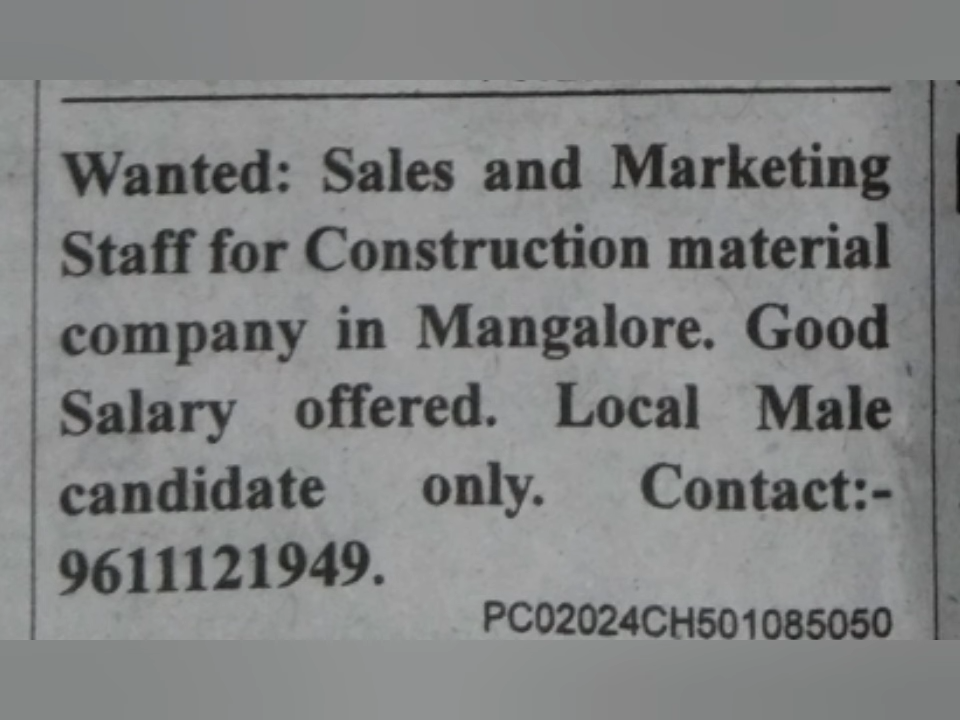 Wanted: Sales and Marketing
Staff for Construction material
company in Mangalore. Good
Salary offered. Local Male
candidate only. Contact:-
9611121949.
PC02024CH501085050